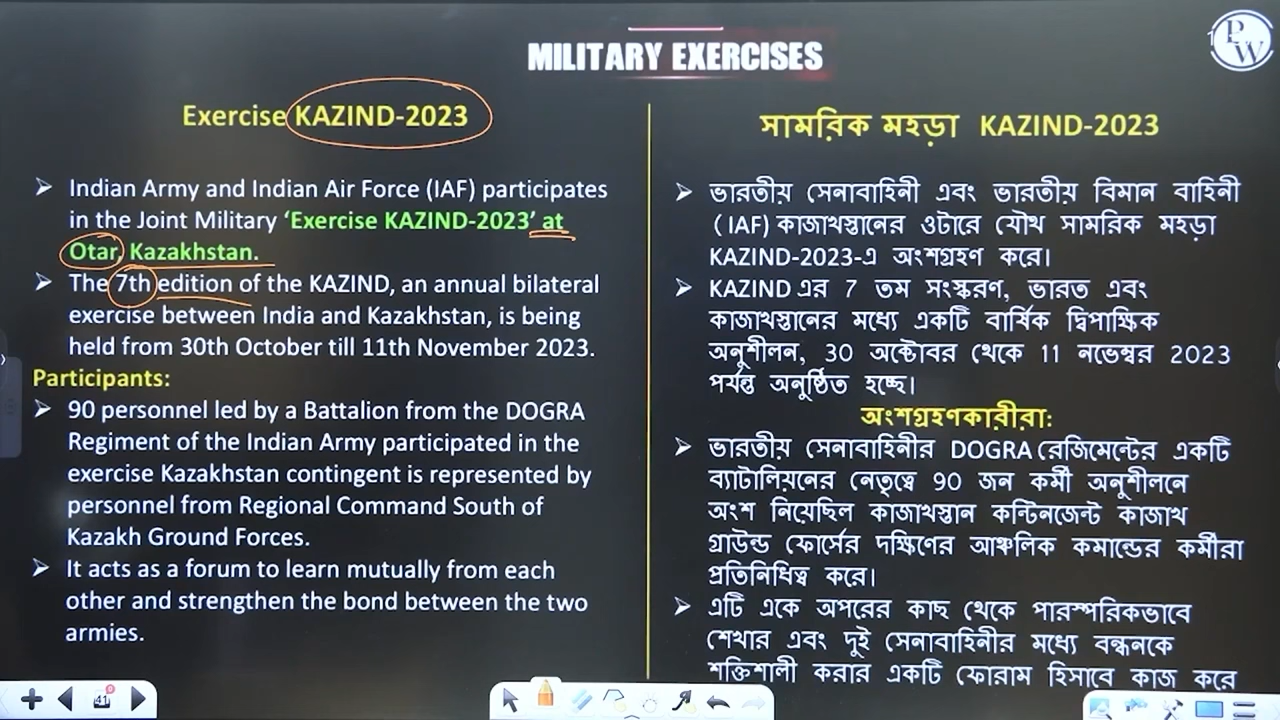 MILITARY EXERCISES
PW
Exercise KAZIND-2023
➢ Indian Army and Indian Air Force (IAF) participates
in the Joint Military ‘Exercise KAZIND-2023’ at
Otar, Kazakhstan.
➢ The 7th edition of the KAZIND, an annual bilateral
exercise between India and Kazakhstan, is being
held from 30th October till 11th November 2023.
Participants:
➢ 90 personnel led by a Battalion from the DOGRA
Regiment of the Indian Army participated in the
exercise Kazakhstan contingent is represented by
personnel from Regional Command South of
Kazakh Ground Forces.
➢ It acts as a forum to learn mutually from each
other and strengthen the bond between the two
armies.
সামরিক মহড়া KAZIND-2023
➢ ভারতীয় সেনাবাহিনী এবং ভারতীয় বিমান বাহিনী
(IAF) কাজাখস্তানের ওটারে যৌথ সামরিক মহড়া
KAZIND-2023-এ অংশগ্রহণ করে।
➢ KAZIND এর 7 তম সংস্করণ, ভারত এবং
কাজাখস্তানের মধ্যে একটি বার্ষিক দ্বিপাক্ষিক
অনুশীলন, 30 অক্টোবর থেকে 11 নভেম্বর 2023
পর্যন্ত অনুষ্ঠিত হচ্ছে।
অংশগ্রহণকারীরা:
➢ ভারতীয় সেনাবাহিনীর DOGRA রেজিমেন্টের একটি
ব্যাটালিয়নের নেতৃত্বে 90 জন কর্মী অনুশীলনে
অংশ নিয়েছিল কাজাখস্তান কন্টিনজেন্ট কাজাখ
গ্রাউন্ড ফোর্সের দক্ষিণের আঞ্চলিক কমান্ডের কর্মীরা
প্রতিনিধিত্ব করে।
➢ এটি একে অপরের কাছ থেকে পারস্পরিকভাবে
শেখার এবং দুই সেনাবাহিনীর মধ্যে বন্ধনকে
শক্তিশালী করার একটি ফোরাম হিসাবে কাজ করে
41